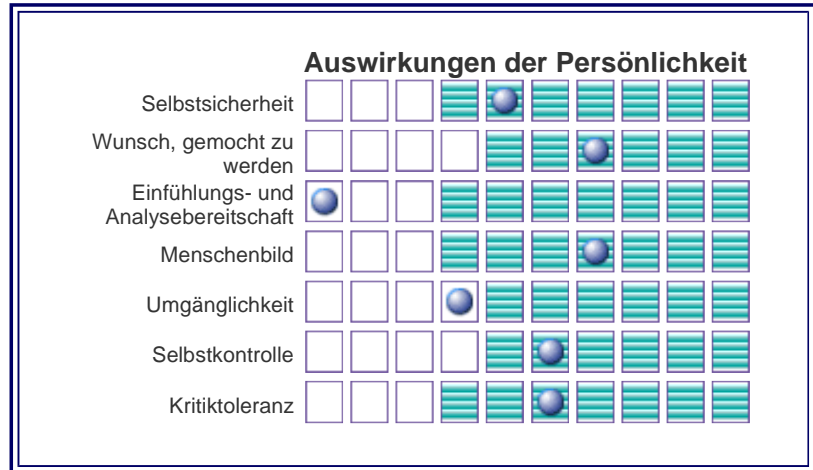 Auswirkungen der Persönlichkeit
Selbstsicherheit
Wunsch, gemocht zu
werden
Einfühlungs- und
Analysebereitschaft
Menschenbild
Umgänglichkeit
Selbstkontrolle
Kritiktoleranz